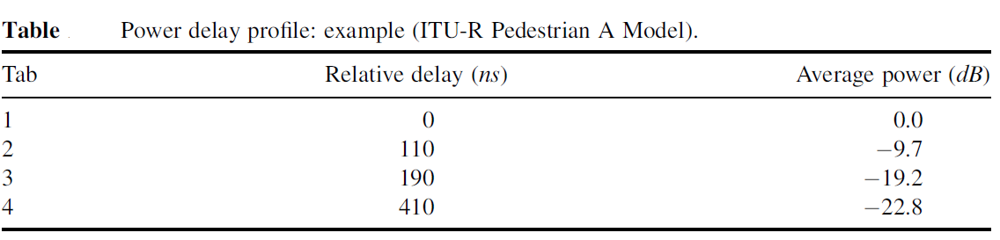 Table Power delay profile: example (ITU-R Pedestrian A Model).
Tab Relative delay (ns) Average power (dB)
1 0 0.0
2 110 −9.7
3 190 −19.2
4 410 −22.8